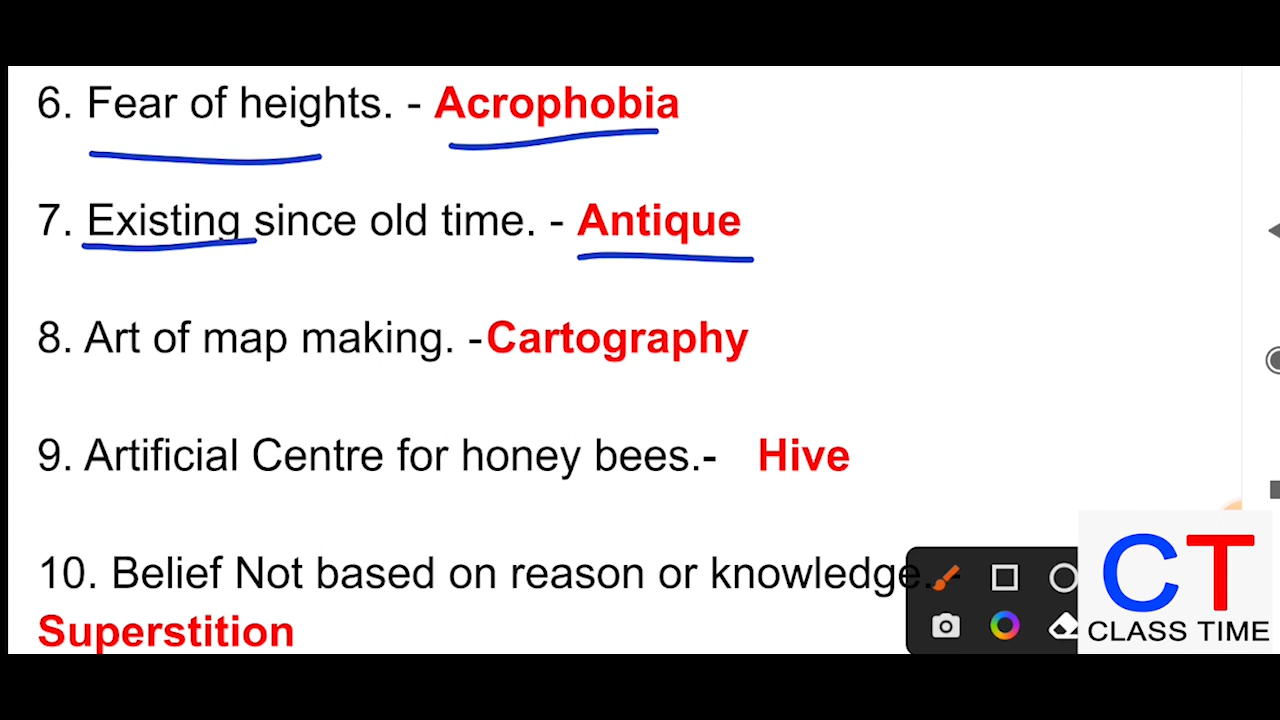 6. Fear of heights. - Acrophobia
7. Existing since old time. - Antique
8. Art of map making. -Cartography
9. Artificial Centre for honey bees.- Hive
10. Belief Not based on reason or knowledge. -
Superstition
CT
CLASS TIME